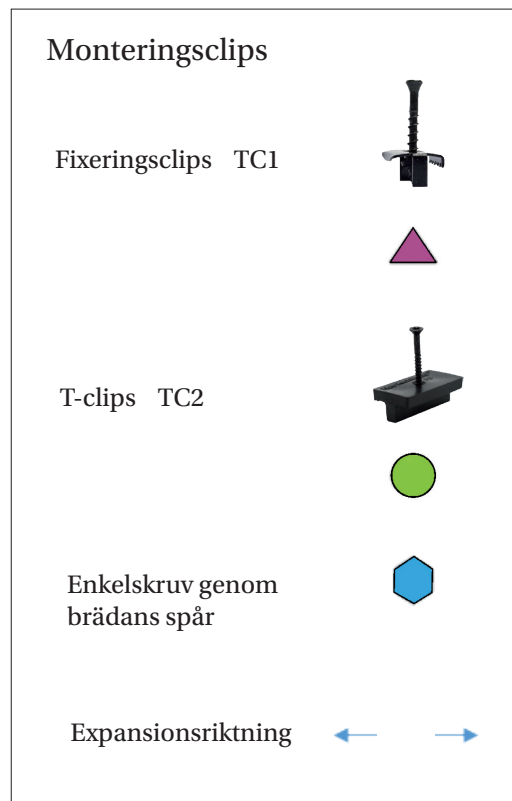 Monteringsclips
Fixeringsclips TC1
T-clips TC2
Enkelskruv genom
brädans spår
Expansionsriktning